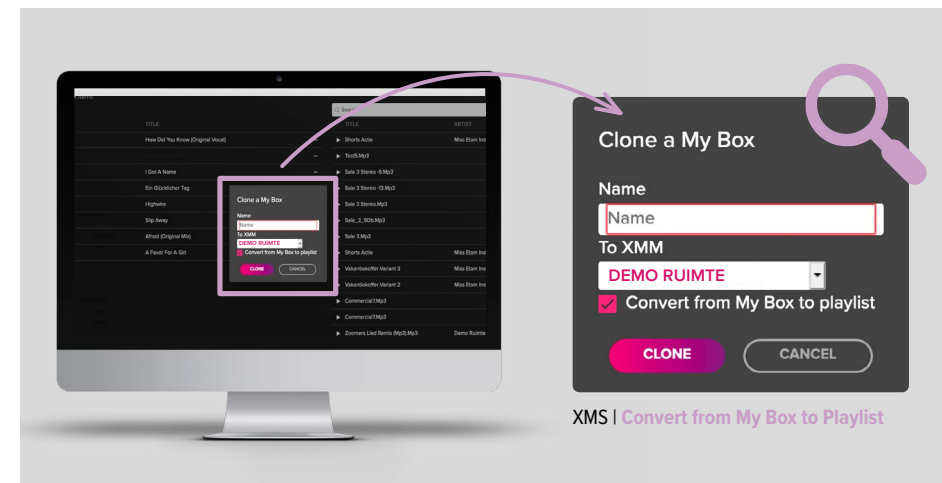 TITLE
TITLE
ARTIST
How Did You Know (Original Vocal)
Shorts Actie
Miss Etam
Test5.Mp3
I Got A Name
Sale 3 Stereo -9.Mp3
Ein Glücklicher Tag
Sale 3 Stereo -13.Mp3
Highwire
Sale 3 Stereo.Mp3
Slip Away
Sale_3_9Db.Mp3
Afraid (Original Mix)
Sale 3.Mp3
A Favor For A Girl
Shorts Actie
Miss Etam
Vakantiekoffer Variant 3
Miss Etam
Vakantiekoffer Variant 2
Miss Etam
Commercial7.Mp3
Commercial7.Mp3
Zoomers Lied Remix (Mp3).Mp3
Demo Ruimte
Clone a My Box
Name
Name
To XMM
DEMO RUIMTE
Convert from My Box to playlist
CLONE
CANCEL
Clone a My Box
Name
Name
To XMM
DEMO RUIMTE
Convert from My Box to playlist
CLONE
CANCEL
XMS | Convert from My Box to Playlist